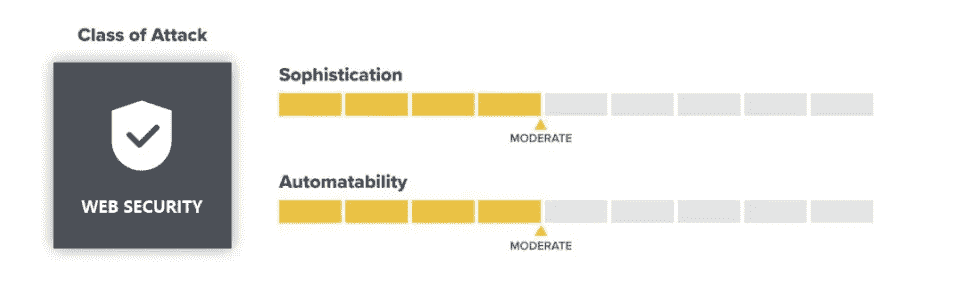 Class of Attack
WEB SECURITY
Sophistication
MODERATE
Automatability
MODERATE